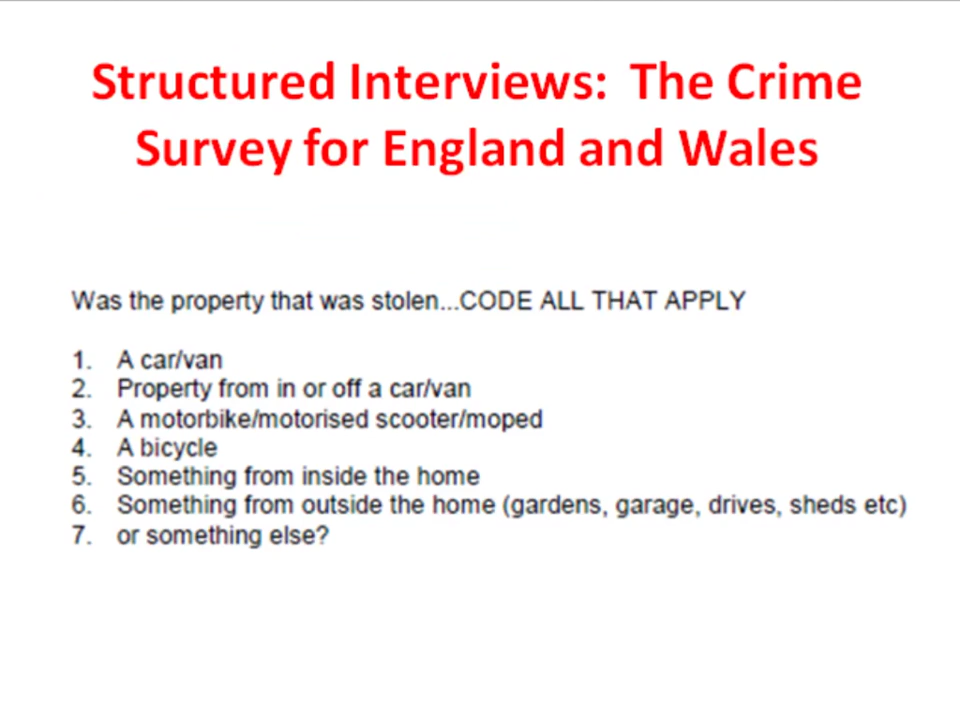 Structured Interviews: The Crime
Survey for England and Wales
Was the property that was stolen...CODE ALL THAT APPLY
1. A car/van
2. Property from in or off a car/van
3. A motorbike/motorised scooter/moped
4. A bicycle
5. Something from inside the home
6. Something from outside the home (gardens, garage, drives, sheds etc)
7. or something else?